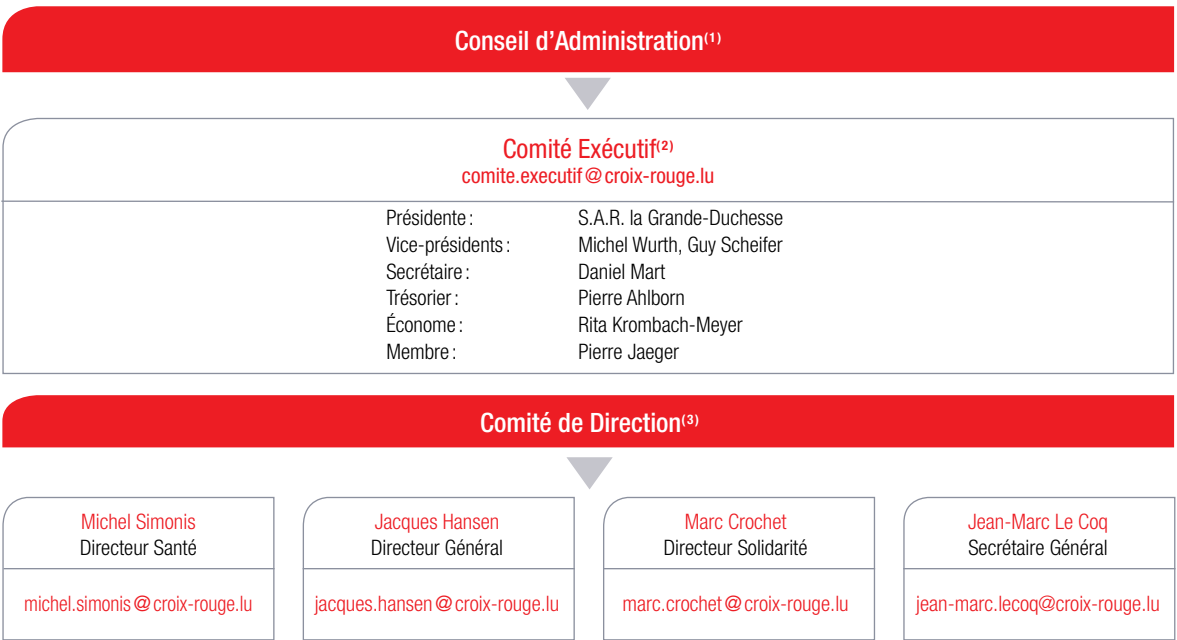 Conseil d'Administration(1)
Comité Exécutif(2)
comite.executif@croix-rouge.lu
Présidente : S.A.R. la Grande-Duchesse
Vice-présidents : Michel Wurth, Guy Scheifer
Secrétaire : Daniel Mart
Trésorier : Pierre Ahlborn
Économe : Rita Krombach-Meyer
Membre : Pierre Jaeger
Comité de Direction(3)
Michel Simonis
Directeur Santé
michel.simonis@croix-rouge.lu
Jacques Hansen
Directeur Général
jacques.hansen@croix-rouge.lu
Marc Crochet
Directeur Solidarité
marc.crochet@croix-rouge.lu
Jean-Marc Le Coq
Secrétaire Général
jean-marc.lecoq@croix-rouge.lu